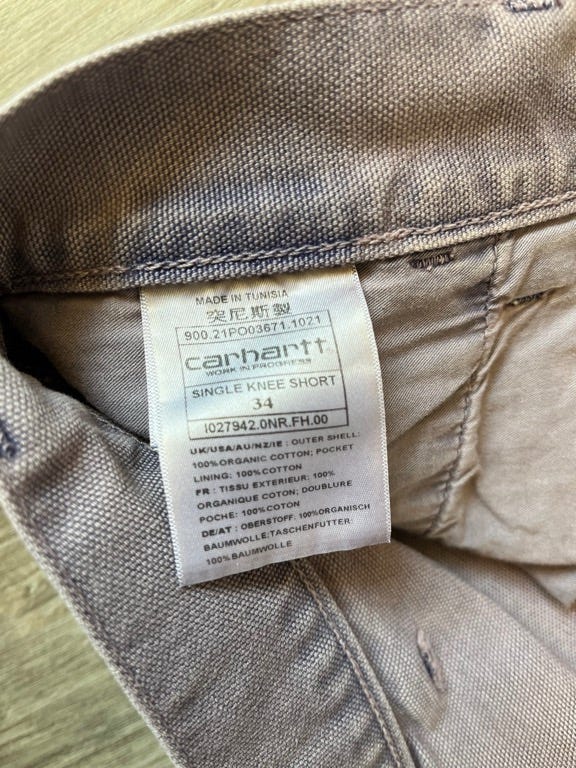 MADE IN TUNISIA
突尼斯製
900.21PO03671.1021
carhartt
WORK IN PROGRESS
SINGLE KNEE SHORT
34
I027942.0NR.FH.00
UK/USA/AU/NZ/IE : OUTER SHELL:
100%ORGANIC COTTON; POCKET
LINING: 100%COTTON
FR : TISSU EXTERIEUR: 100%
ORGANIQUE COTON; DOUBLURE
POCHE: 100%COTON
DE/AT : OBERSTOFF: 100%ORGANISCH
BAUMWOLLE;TASCHENFUTTER:
100%BAUMWOLLE